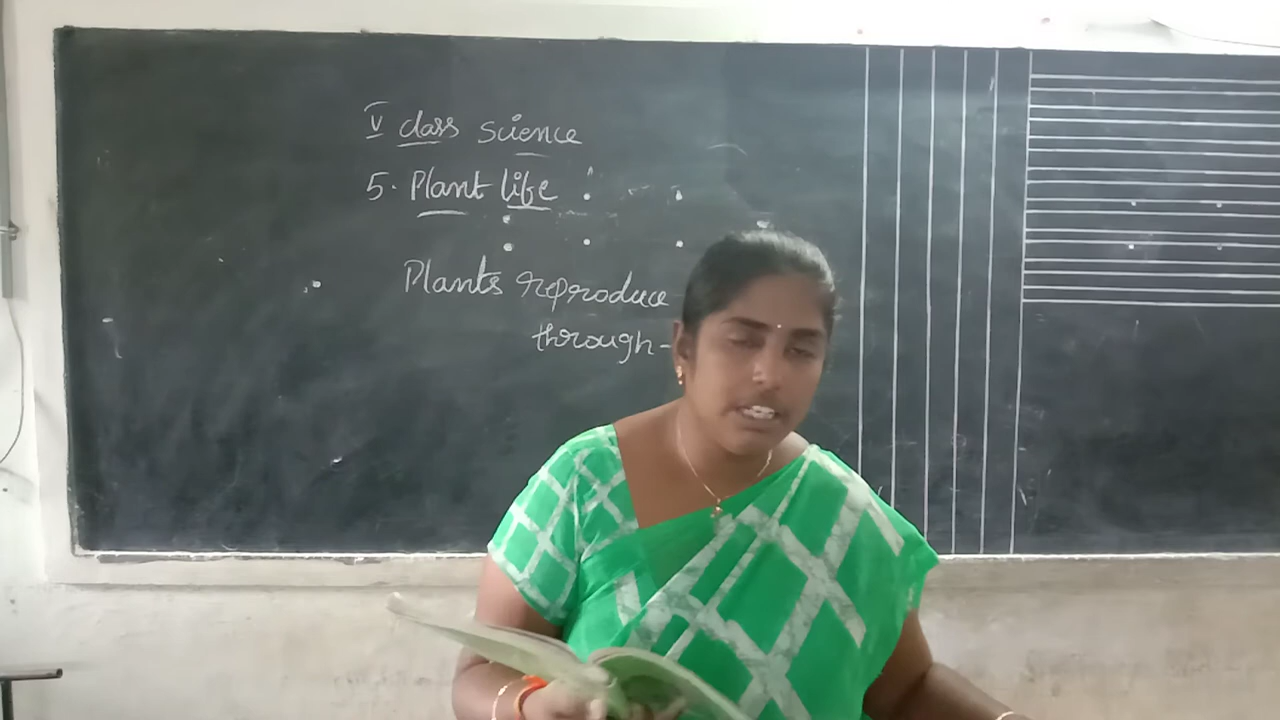 V class science
5. Plant life :
Plants reproduce
through-